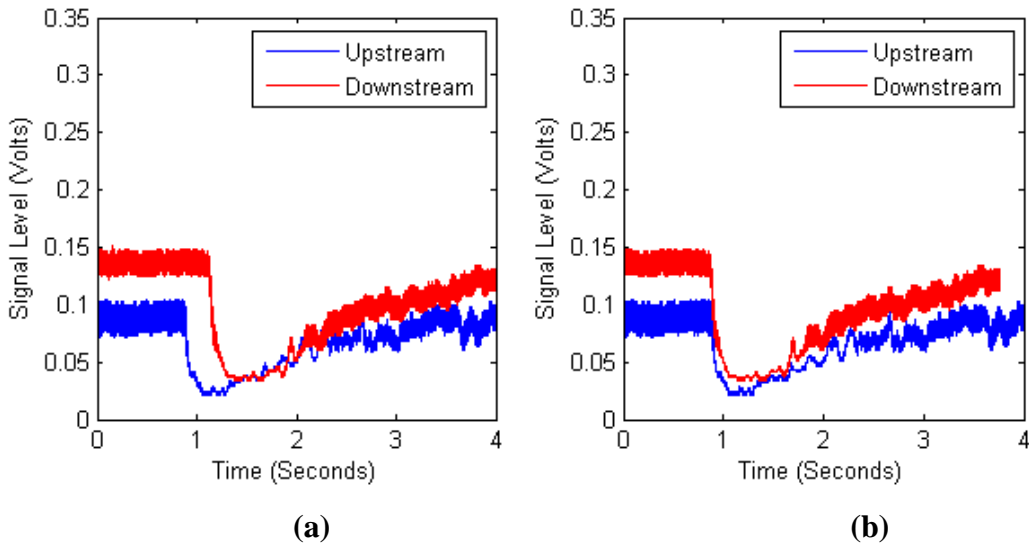 0.35
0.3
0.25
0.2
0.15
0.1
0.05
0
Signal Level (Volts)
Upstream
Downstream
0 1 2 3 4
Time (Seconds)
(a)
0.35
0.3
0.25
0.2
0.15
0.1
0.05
0
Signal Level (Volts)
Upstream
Downstream
0 1 2 3 4
Time (Seconds)
(b)